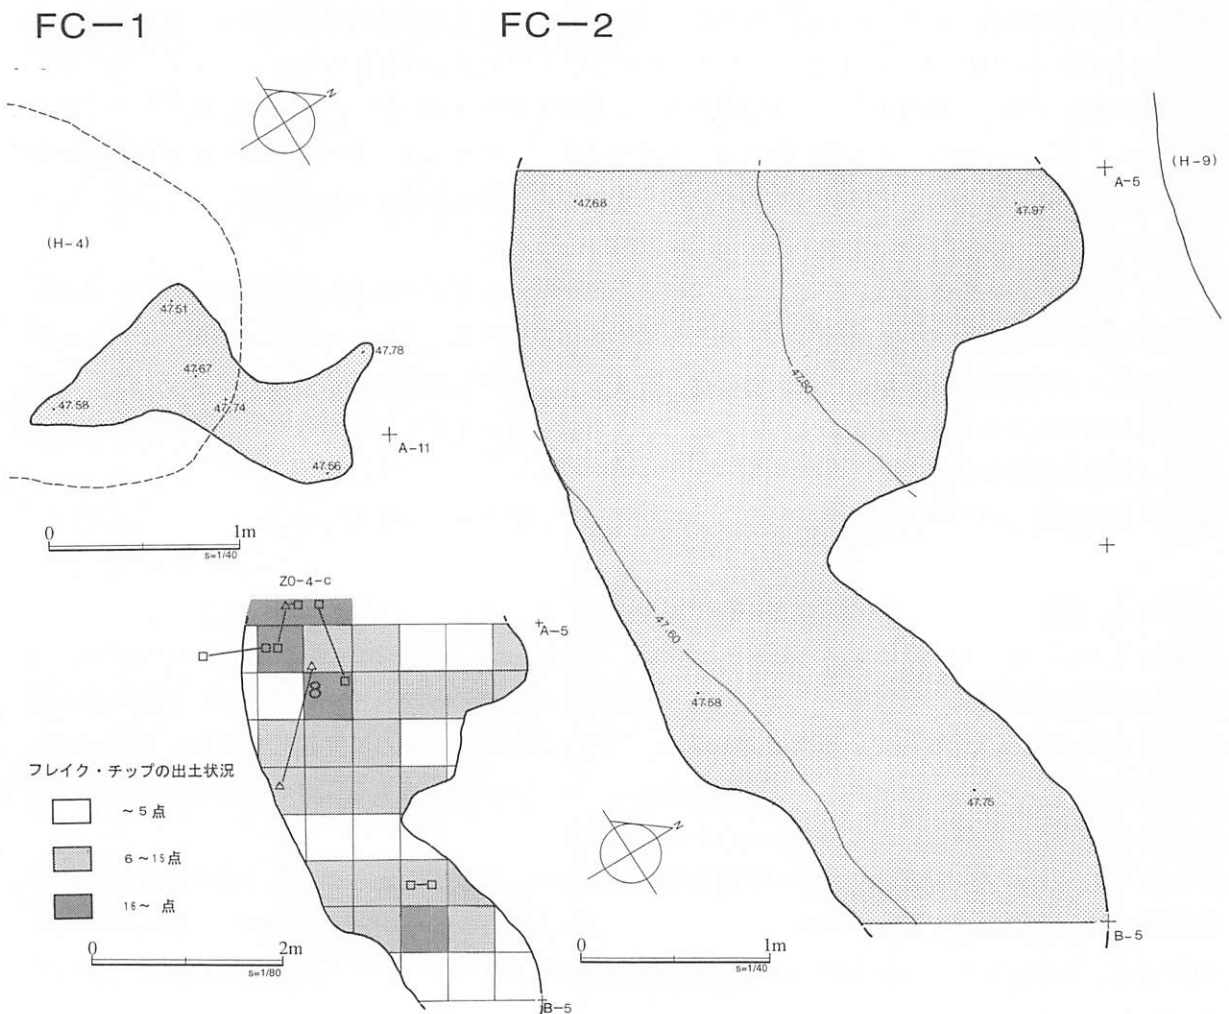 FC－1
N
(H-4)
47.51
47.78
47.67
47.58
47.74
A-11
47.56
0 1m
s=1/40
ZO-4-c
A-5
8
フレイク・チップの出土状況
～5点
6～15点
16～ 点
0 2m
s=1/80
B-5
FC－2
A-5
(H-9)
47.68
47.97
47.80
47.60
47.58
47.75
N
B-5
0 1m
s=1/40